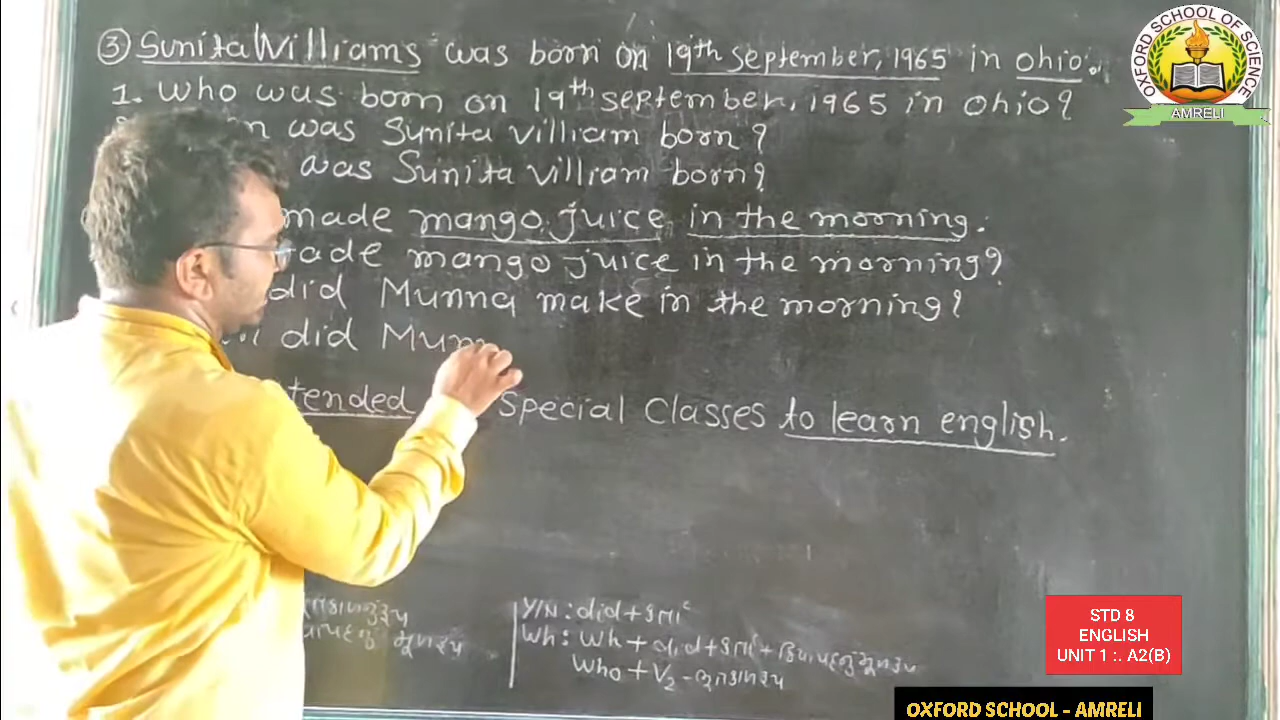 ③ Sunita Williams was born on 19th september, 1965 in ohio.
1. Who was born on 19th september, 1965 in ohio?
was Sunita villiam born?
was Sunita villiam born?
made mango juice in the morning.
made mango juice in the morning?
did Munna make in the morning?
did Mun
tended special classes to learn english.
Y/N : did + કર્તા
Wh : Wh + did + કર્તા + ક્રિયાપદનું મૂળરૂપ
Who + V2 - ભૂતકાળરૂપ
OXFORD SCHOOL OF SCIENCE
AMRELI
STD 8
ENGLISH
UNIT 1 :. A2(B)
OXFORD SCHOOL - AMRELI